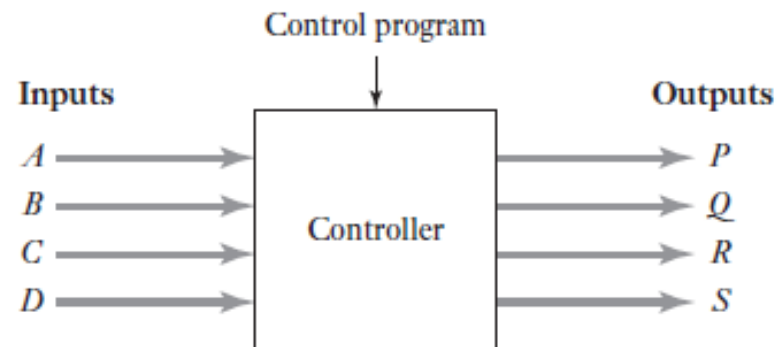 Control program
Inputs
Outputs
A
P
B
Q
Controller
C
R
D
S